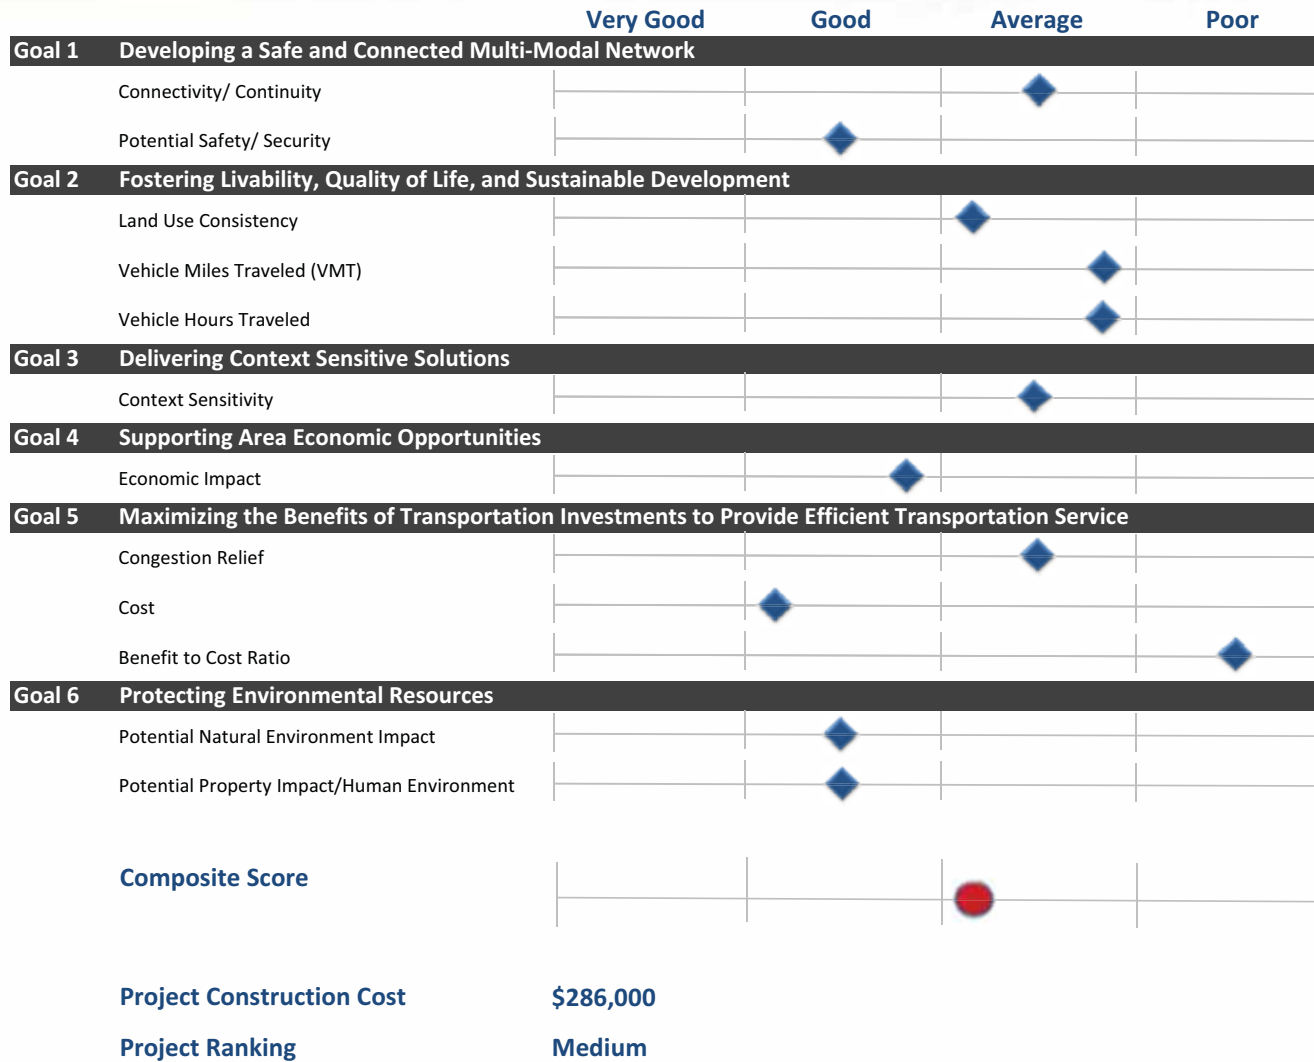 Very Good Good Average Poor
Goal 1 Developing a Safe and Connected Multi-Modal Network
Connectivity/ Continuity
Potential Safety/ Security
Goal 2 Fostering Livability, Quality of Life, and Sustainable Development
Land Use Consistency
Vehicle Miles Traveled (VMT)
Vehicle Hours Traveled
Goal 3 Delivering Context Sensitive Solutions
Context Sensitivity
Goal 4 Supporting Area Economic Opportunities
Economic Impact
Goal 5 Maximizing the Benefits of Transportation Investments to Provide Efficient Transportation Service
Congestion Relief
Cost
Benefit to Cost Ratio
Goal 6 Protecting Environmental Resources
Potential Natural Environment Impact
Potential Property Impact/Human Environment
Composite Score
Project Construction Cost $286,000
Project Ranking Medium